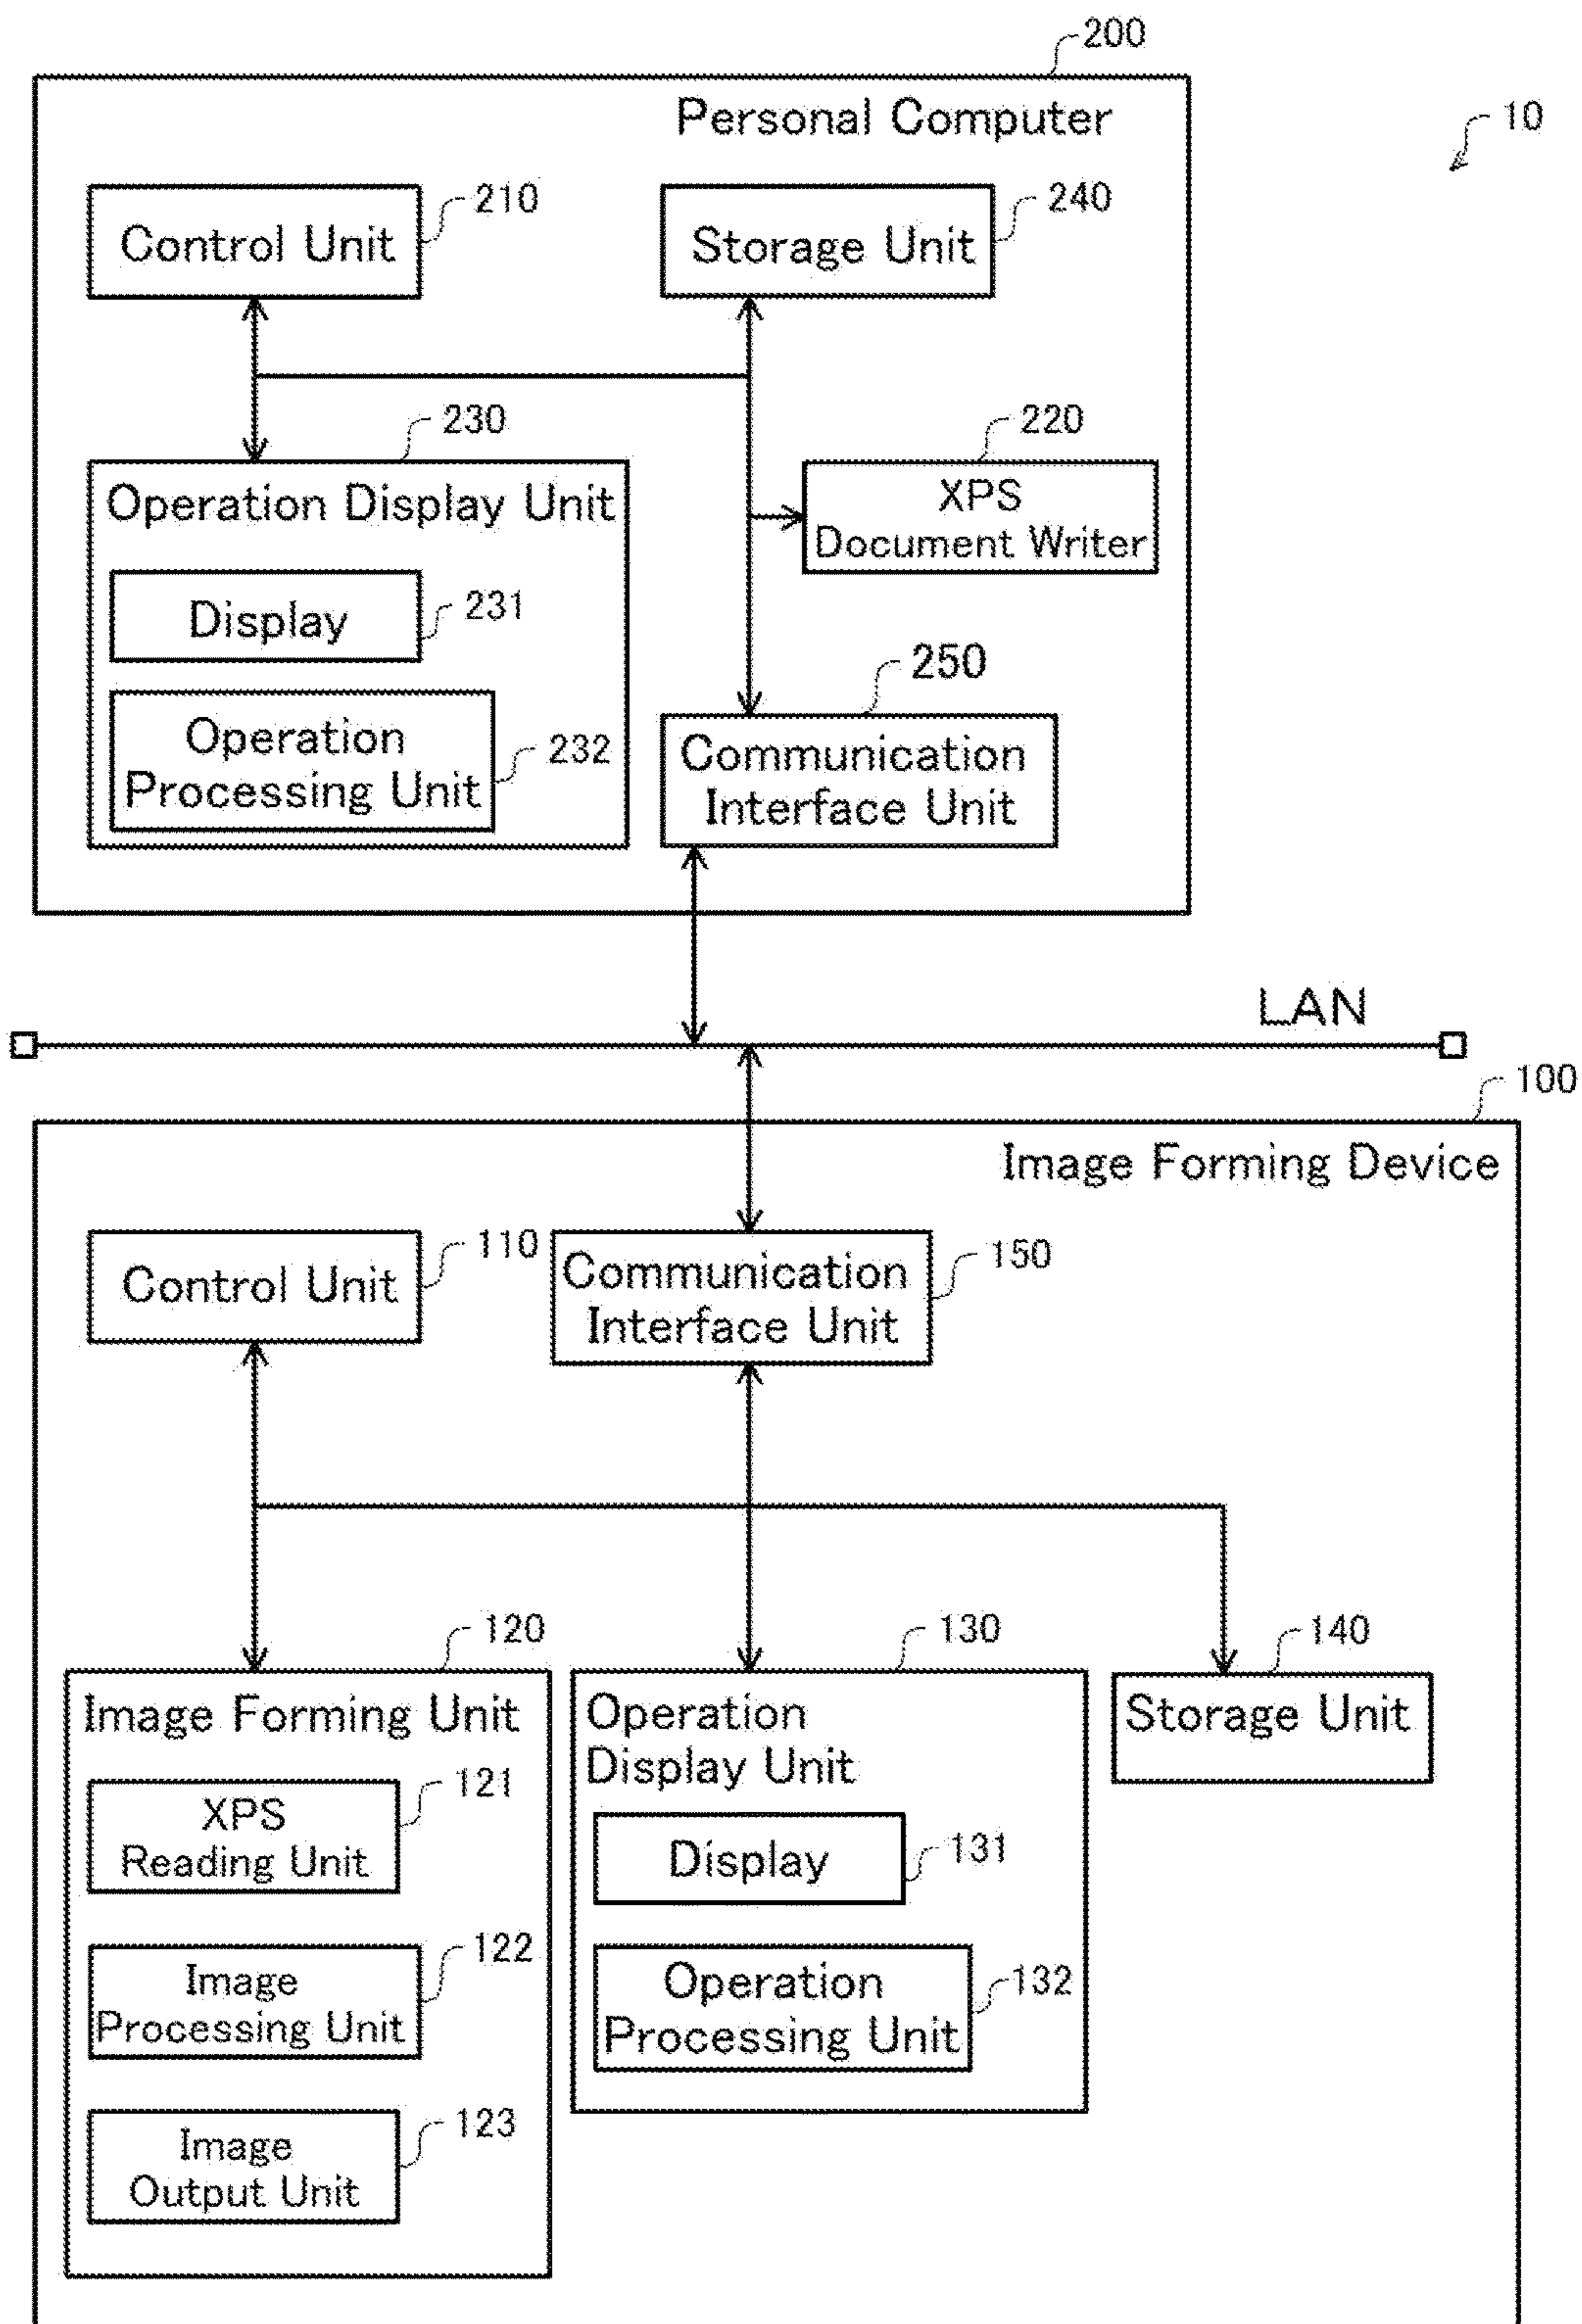 200
Personal Computer
10
210
Control Unit
240
Storage Unit
230
Operation Display Unit
220
XPS
Document Writer
Display
231
Operation
Processing Unit
232
250
Communication
Interface Unit
LAN
100
Image Forming Device
110
Control Unit
150
Communication
Interface Unit
120
Image Forming Unit
121
XPS
Reading Unit
122
Image
Processing Unit
123
Image
Output Unit
130
Operation
Display Unit
Display
131
Operation
Processing Unit
132
140
Storage Unit